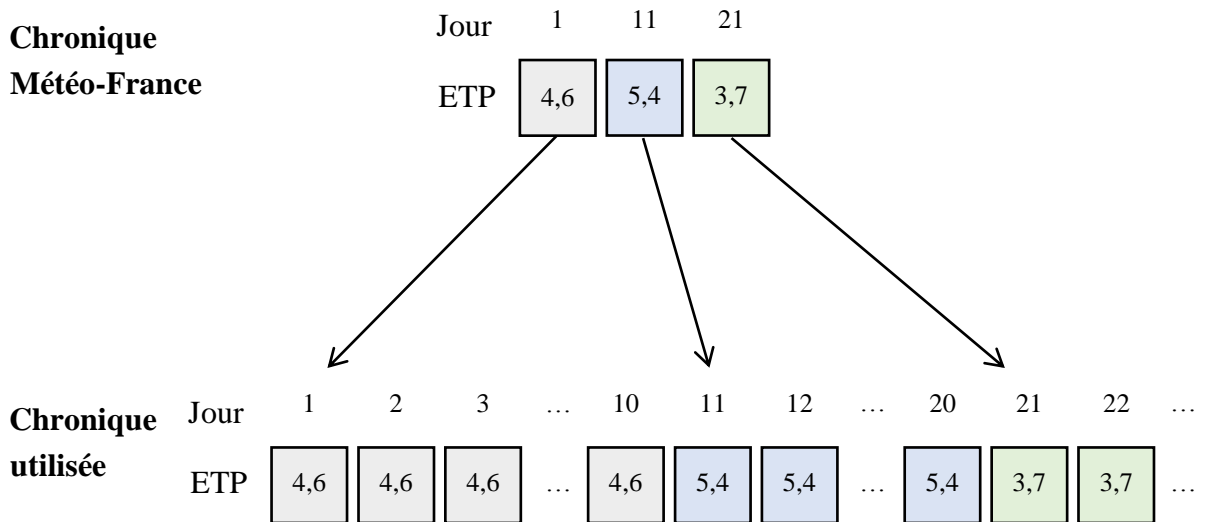 Chronique
Météo-France
Jour 1 11 21
ETP 4,6 5,4 3,7
Chronique
utilisée
Jour 1 2 3 … 10 11 12 … 20 21 22 …
ETP 4,6 4,6 4,6 … 4,6 5,4 5,4 … 5,4 3,7 3,7 …